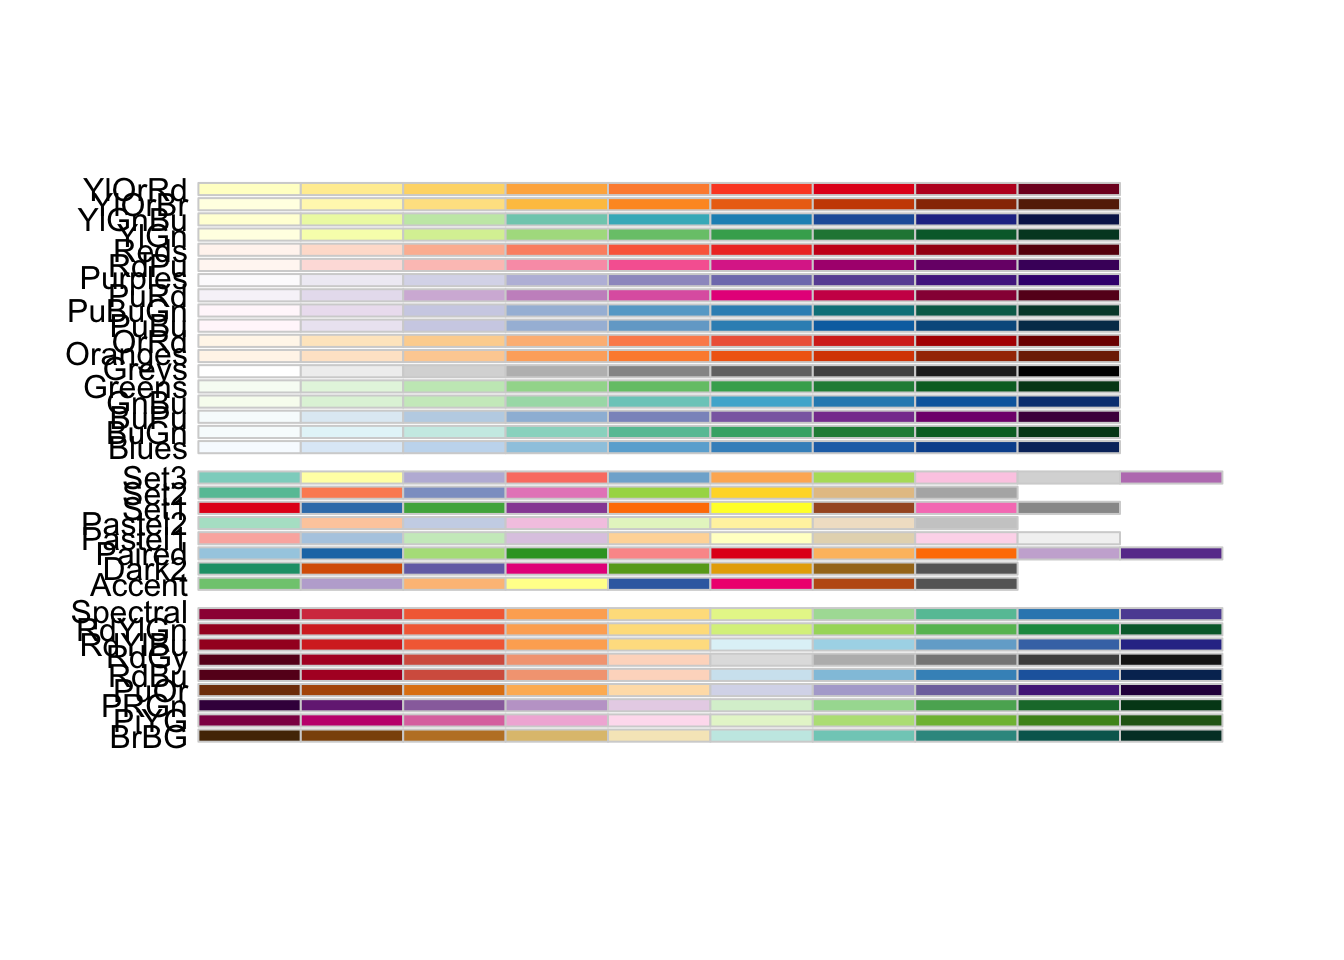 YlOrRd
YlOrBr
YlGnBu
YlGn
Reds
RdPu
Purples
PuRd
PuBuGn
PuBu
OrRd
Oranges
Greys
Greens
GnBu
BuPu
BuGn
Blues
Set3
Set2
Set1
Pastel2
Pastel1
Paired
Dark2
Accent
Spectral
RdYlGn
RdYlBu
RdGy
RdBu
PuOr
PRGn
PiYG
BrBG